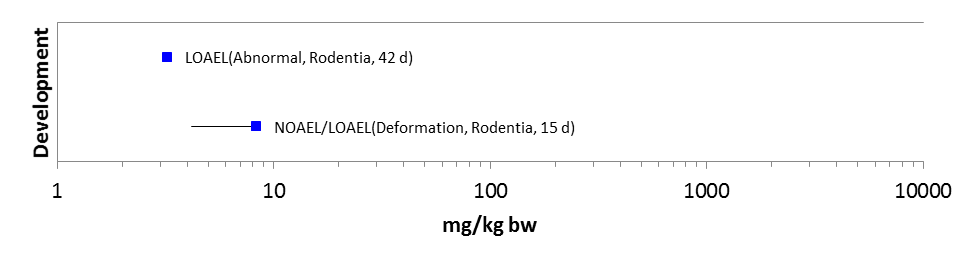 Development
LOAEL(Abnormal, Rodentia, 42 d)
NOAEL/LOAEL(Deformation, Rodentia, 15 d)
1 10 100 1000 10000
mg/kg bw